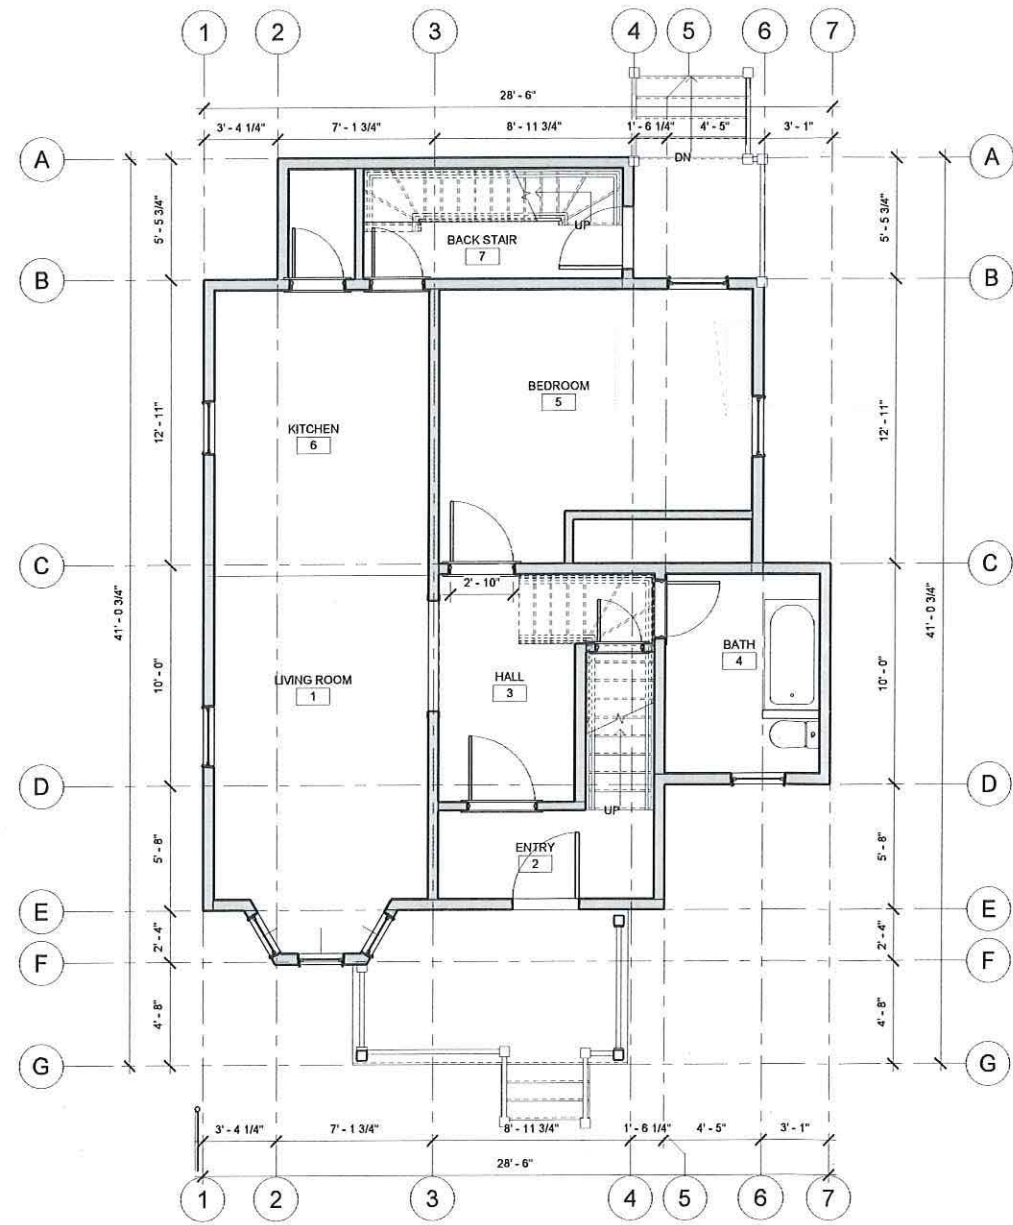 1 2 3 4 5 6 7
28' - 6"
3' - 4 1/4" 7' - 1 3/4" 8' - 11 3/4" 1' - 6 1/4" 4' - 5" 3' - 1"
A DN A
5' - 5 3/4" 5' - 5 3/4"
UP
BACK STAIR
7
B B
BEDROOM
5
12' - 11" 12' - 11"
KITCHEN
6
C C
2' - 10"
41' - 0 3/4" 41' - 0 3/4"
BATH
4
10' - 0" 10' - 0"
LIVING ROOM
1
HALL
3
D D
UP
ENTRY
2
5' - 8" 5' - 8"
E E
2' - 4" 2' - 4"
F F
4' - 8" 4' - 8"
G G
3' - 4 1/4" 7' - 1 3/4" 8' - 11 3/4" 1' - 6 1/4" 4' - 5" 3' - 1"
28' - 6"
1 2 3 4 5 6 7